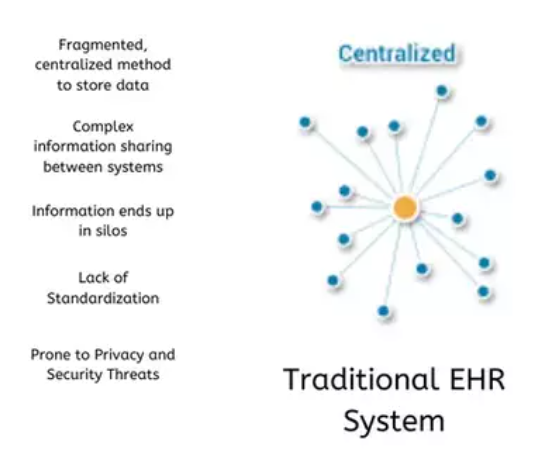 Fragmented,
centralized method
to store data
Complex
information sharing
between systems
Information ends up
in silos
Lack of
Standardization
Prone to Privacy and
Security Threats
Centralized
Traditional EHR
System